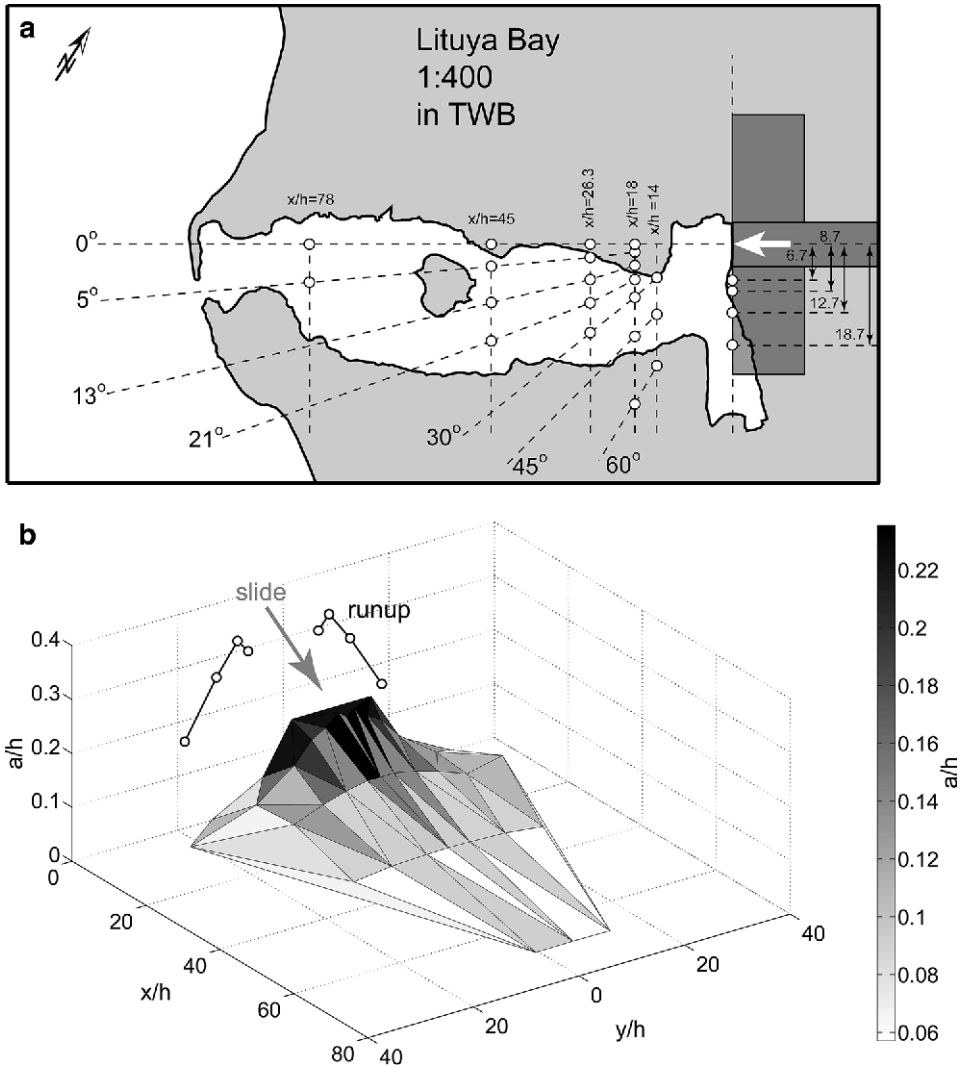 a
N
Lituya Bay
1:400
in TWB
x/h=78
x/h=45
x/h=26.3
x/h=18
x/h =14
0°
5°
13°
21°
30°
45°
60°
8.7
6.7
12.7
18.7
b
slide
runup
a/h
0.4
0.3
0.2
0.1
0
0
20
40
60
80
x/h
40
20
0
20
40
y/h
0.22
0.2
0.18
0.16
0.14
0.12
0.1
0.08
0.06
a/h